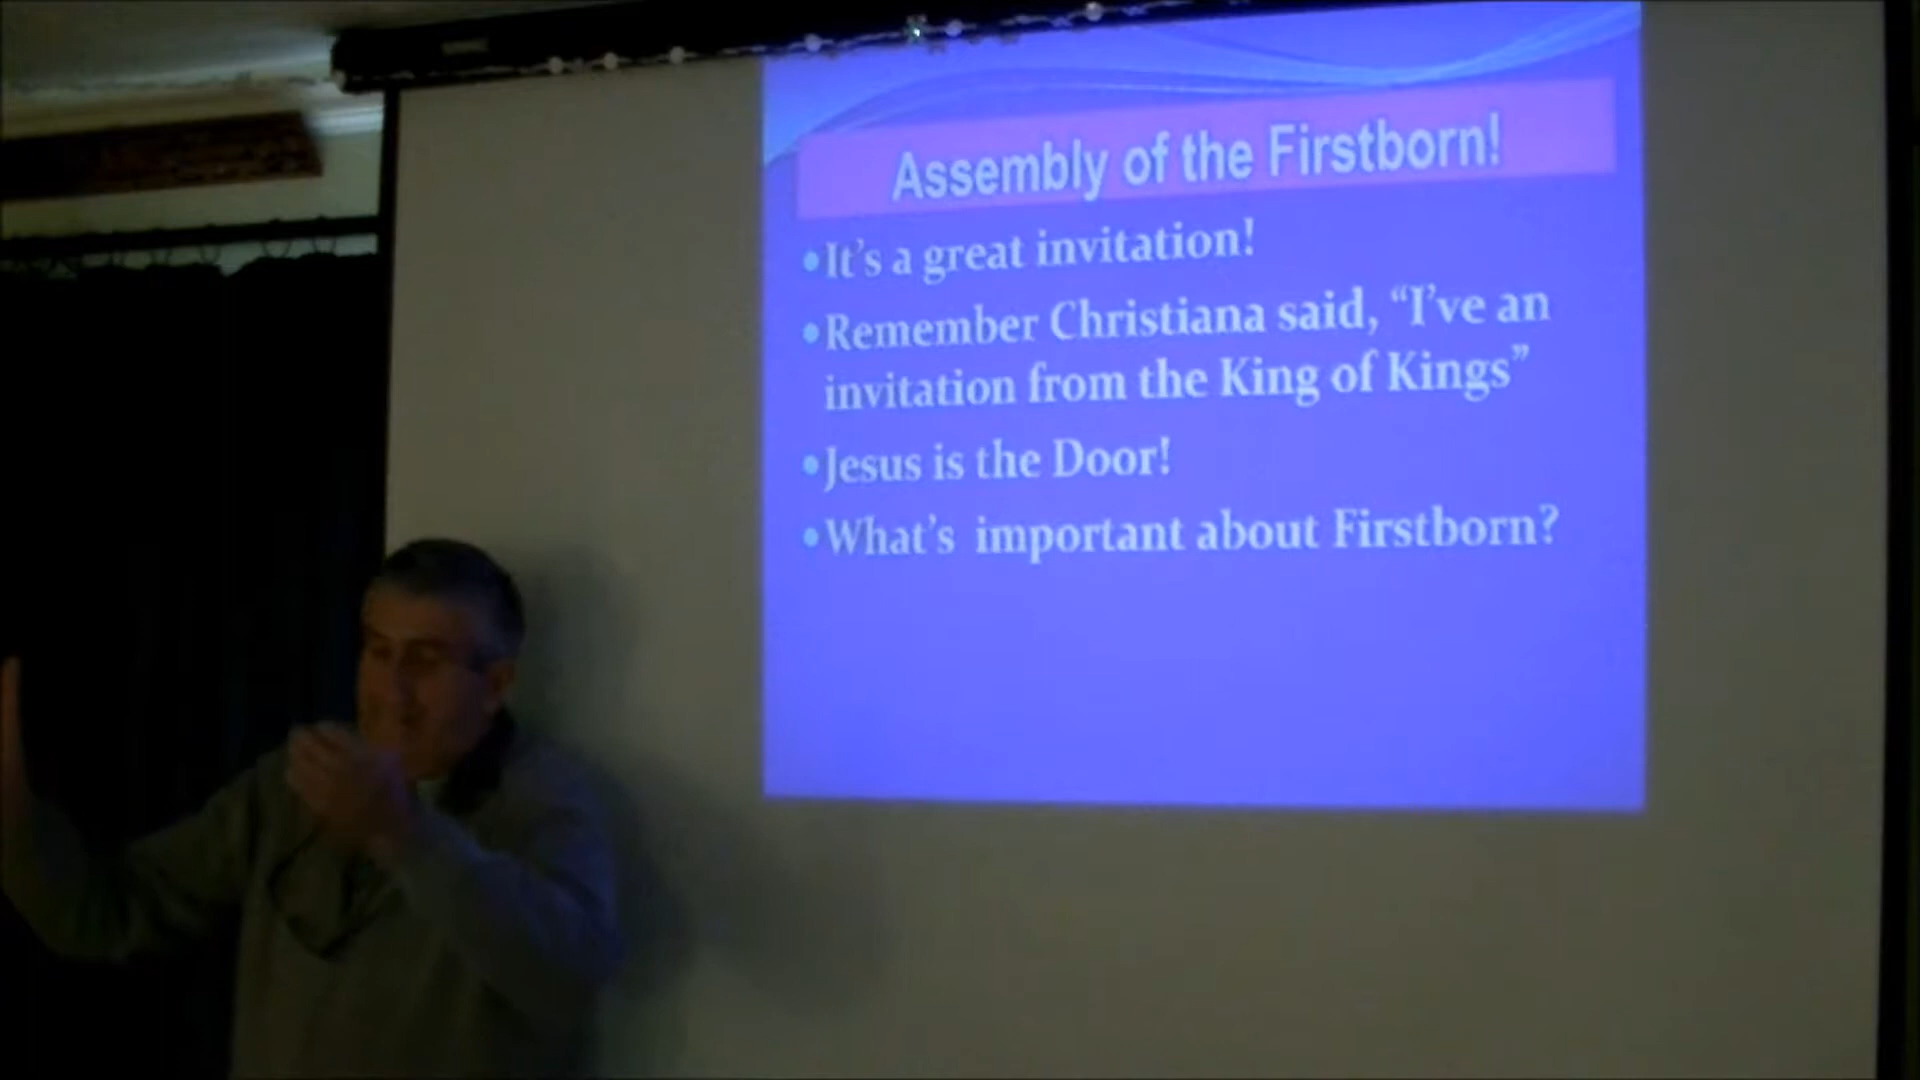 Assembly of the Firstborn!
•It's a great invitation!
•Remember Christiana said, “I've an
invitation from the King of Kings”
•Jesus is the Door!
•What's important about Firstborn?